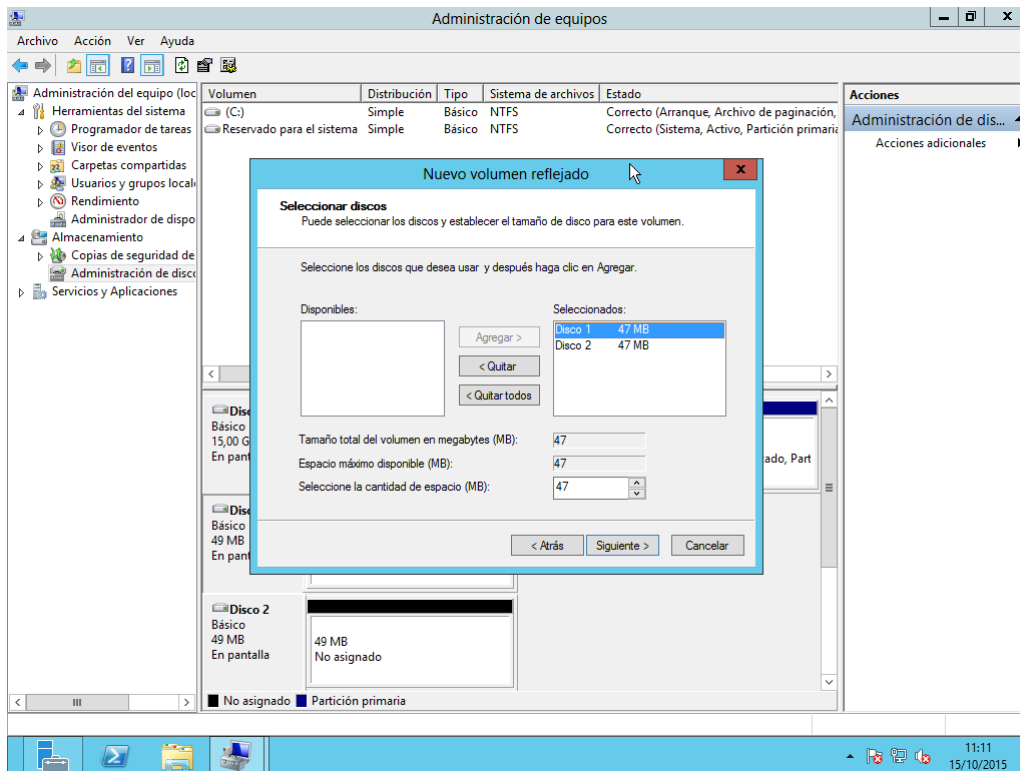 Administración de equipos
Archivo Acción Ver Ayuda
Administración del equipo (loc
Herramientas del sistema
Programador de tareas
Visor de eventos
Carpetas compartidas
Usuarios y grupos local
Rendimiento
Administrador de dispo
Almacenamiento
Copias de seguridad de
Administración de disco
Servicios y Aplicaciones
Volumen Distribución Tipo Sistema de archivos Estado
(C:) Simple Básico NTFS Correcto (Arranque, Archivo de paginación,
Reservado para el sistema Simple Básico NTFS Correcto (Sistema, Activo, Partición primaria
Acciones
Administración de dis...
Acciones adicionales
Nuevo volumen reflejado
Seleccionar discos
Puede seleccionar los discos y establecer el tamaño de disco para este volumen.
Seleccione los discos que desea usar y después haga clic en Agregar.
Disponibles:
Agregar >
< Quitar
< Quitar todos
Seleccionados:
Disco 1 47 MB
Disco 2 47 MB
Tamaño total del volumen en megabytes (MB): 47
Espacio máximo disponible (MB): 47
Seleccione la cantidad de espacio (MB): 47
< Atrás Siguiente > Cancelar
Disc
Básico
15,00 G
En pant
ado, Part
Disc
Básico
49 MB
En pant
Disco 2
Básico
49 MB
En pantalla
49 MB
No asignado
No asignado Partición primaria
11:11
15/10/2015